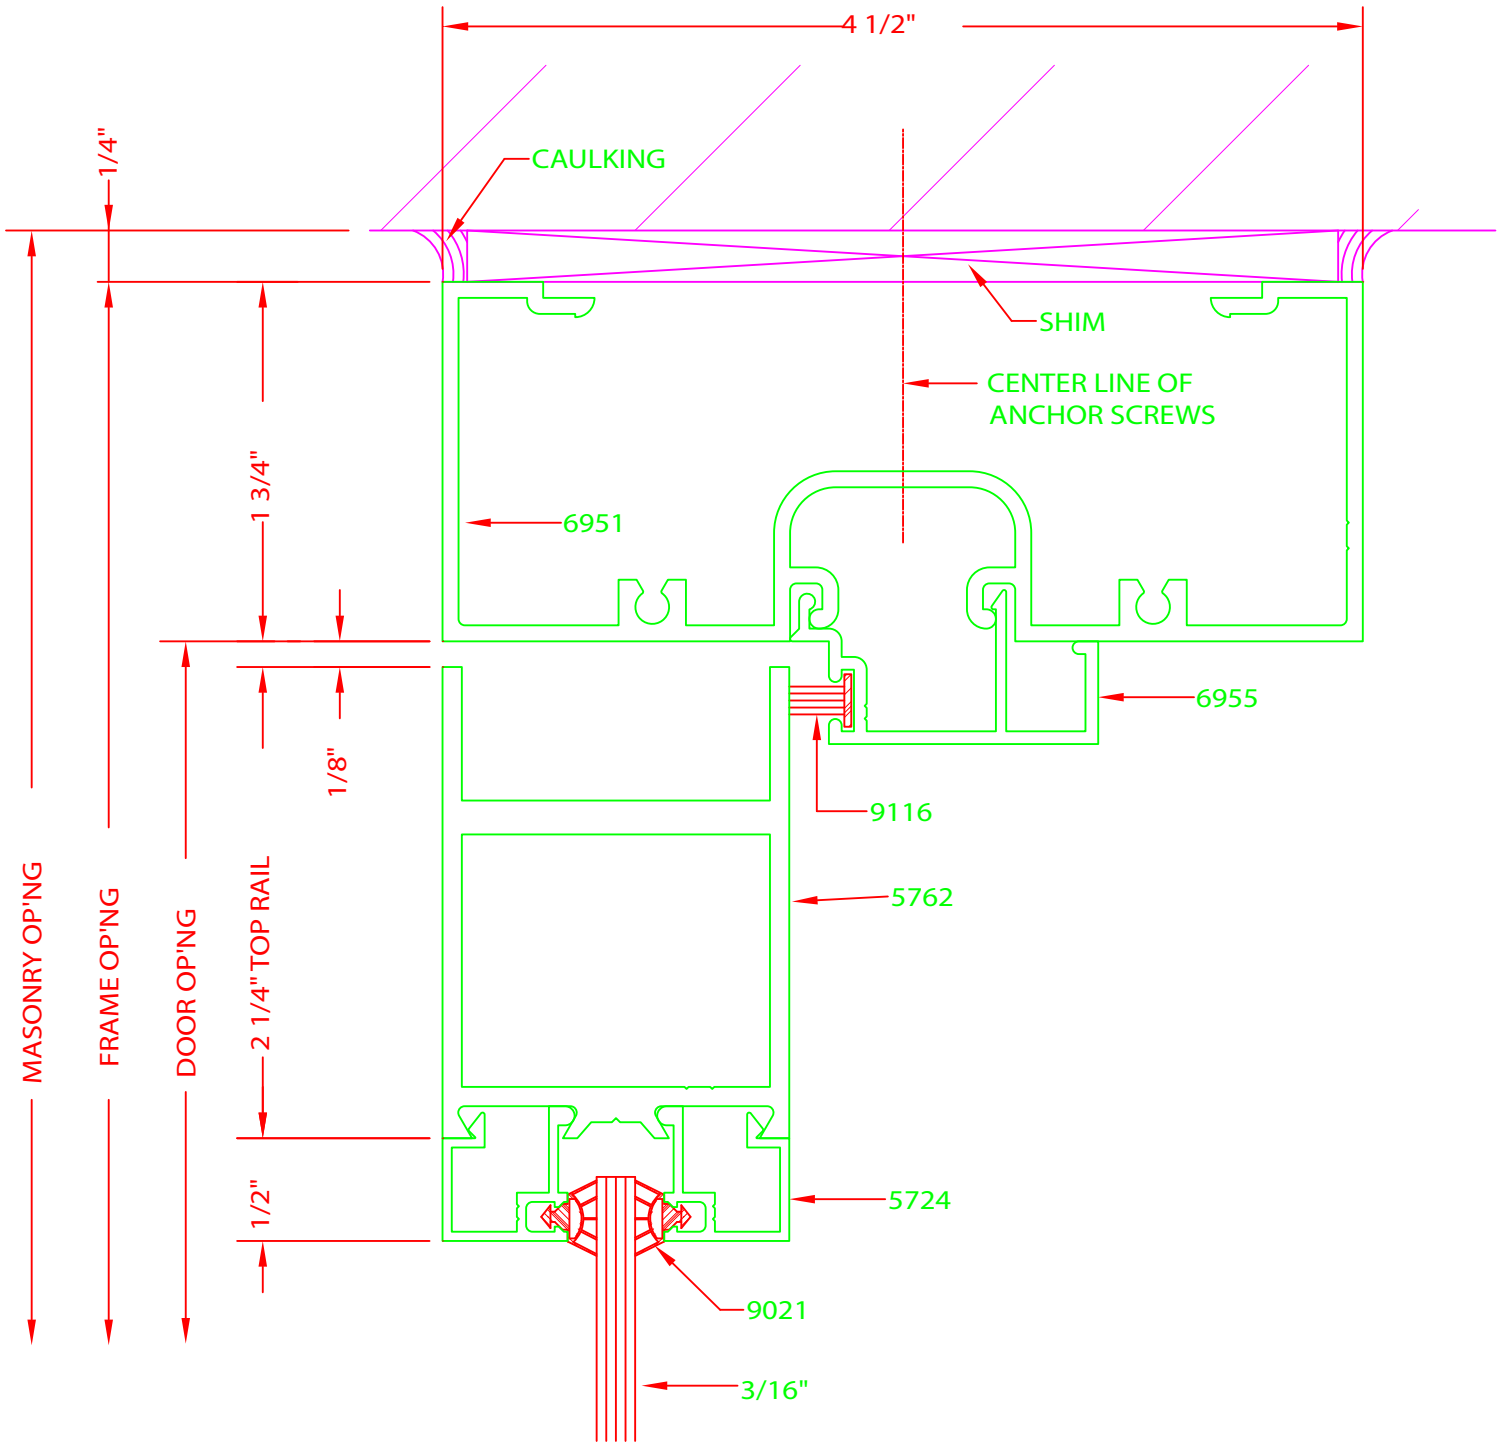 4 1/2"
1/4"
CAULKING
SHIM
CENTER LINE OF
ANCHOR SCREWS
1 3/4"
6951
6955
1/8"
9116
5762
MASONRY OP'NG
FRAME OP'NG
DOOR OP'NG
2 1/4" TOP RAIL
1/2"
5724
9021
3/16"